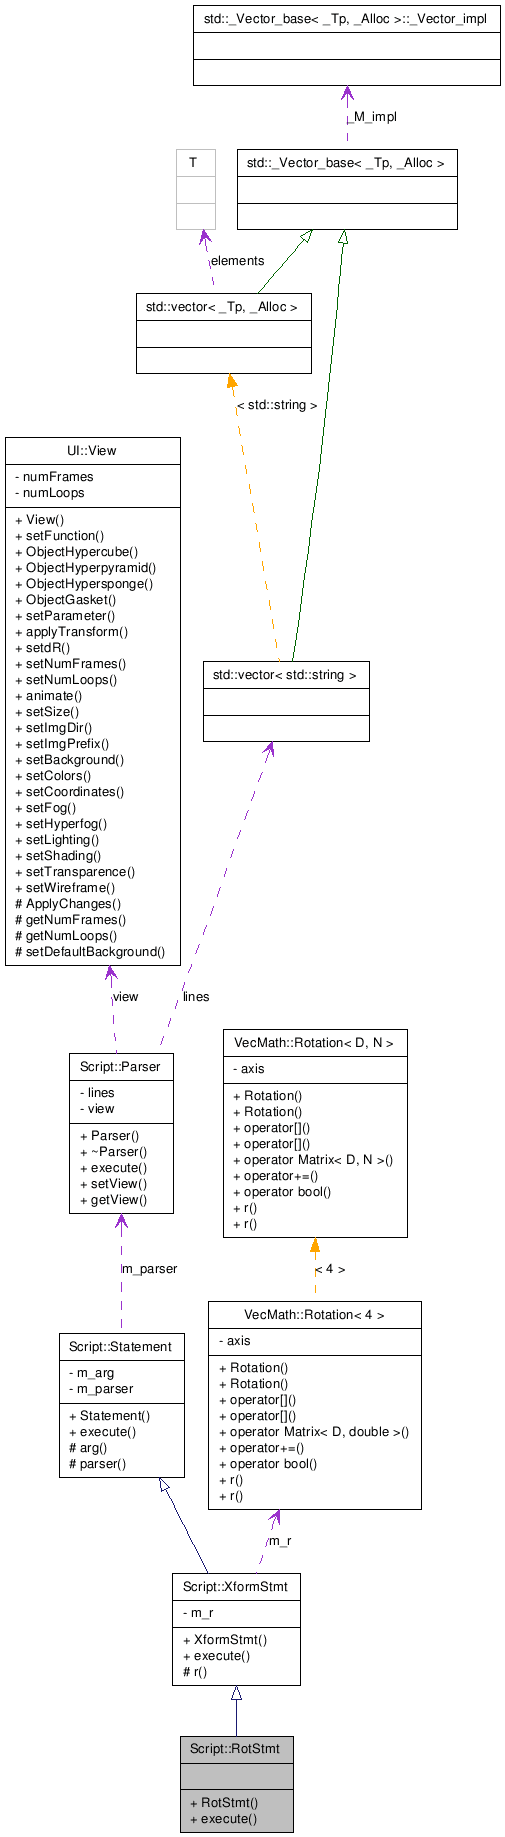 std::_Vector_base< _Tp, _Alloc >::_Vector_impl
_M_impl
T
std::_Vector_base< _Tp, _Alloc >
elements
std::vector< _Tp, _Alloc >
< std::string >
UI::View
- numFrames
- numLoops
+ View()
+ setFunction()
+ ObjectHypercube()
+ ObjectHyperpyramid()
+ ObjectHypersponge()
+ ObjectGasket()
+ setParameter()
+ applyTransform()
+ setdR()
+ setNumFrames()
+ setNumLoops()
+ animate()
+ setSize()
+ setImgDir()
+ setImgPrefix()
+ setBackground()
+ setColors()
+ setCoordinates()
+ setFog()
+ setHyperfog()
+ setLighting()
+ setShading()
+ setTransparence()
+ setWireframe()
# ApplyChanges()
# getNumFrames()
# getNumLoops()
# setDefaultBackground()
std::vector< std::string >
view
lines
Script::Parser
- lines
- view
+ Parser()
+ ~Parser()
+ execute()
+ setView()
+ getView()
VecMath::Rotation< D, N >
- axis
+ Rotation()
+ Rotation()
+ operator[]()
+ operator[]()
+ operator Matrix< D, N >()
+ operator+=()
+ operator bool()
+ r()
+ r()
m_parser
< 4 >
Script::Statement
- m_arg
- m_parser
+ Statement()
+ execute()
# arg()
# parser()
VecMath::Rotation< 4 >
- axis
+ Rotation()
+ Rotation()
+ operator[]()
+ operator[]()
+ operator Matrix< D, double >()
+ operator+=()
+ operator bool()
+ r()
+ r()
m_r
Script::XformStmt
- m_r
+ XformStmt()
+ execute()
# r()
Script::RotStmt
+ RotStmt()
+ execute()